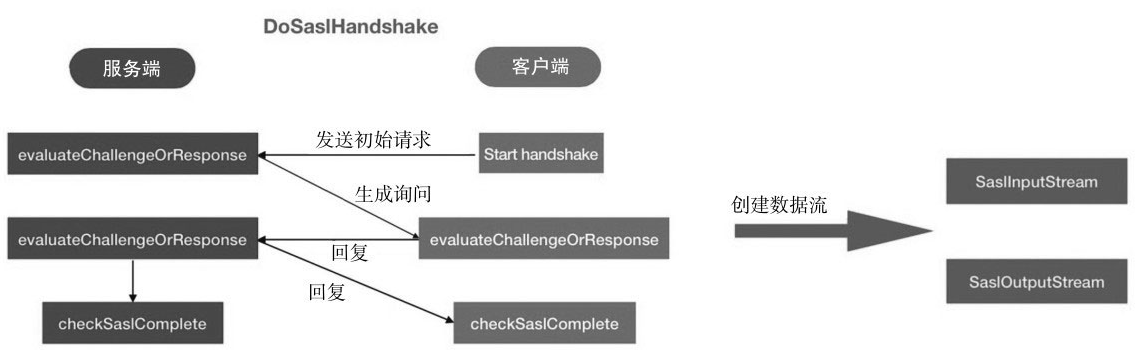 DoSaslHandshake
服务端
客户端
发送初始请求
evaluateChallengeOrResponse
Start handshake
生成询问
SaslInputStream
创建数据流
evaluateChallengeOrResponse
evaluateChallengeOrResponse
回复
回复
SaslOutputStream
checkSaslComplete
checkSaslComplete